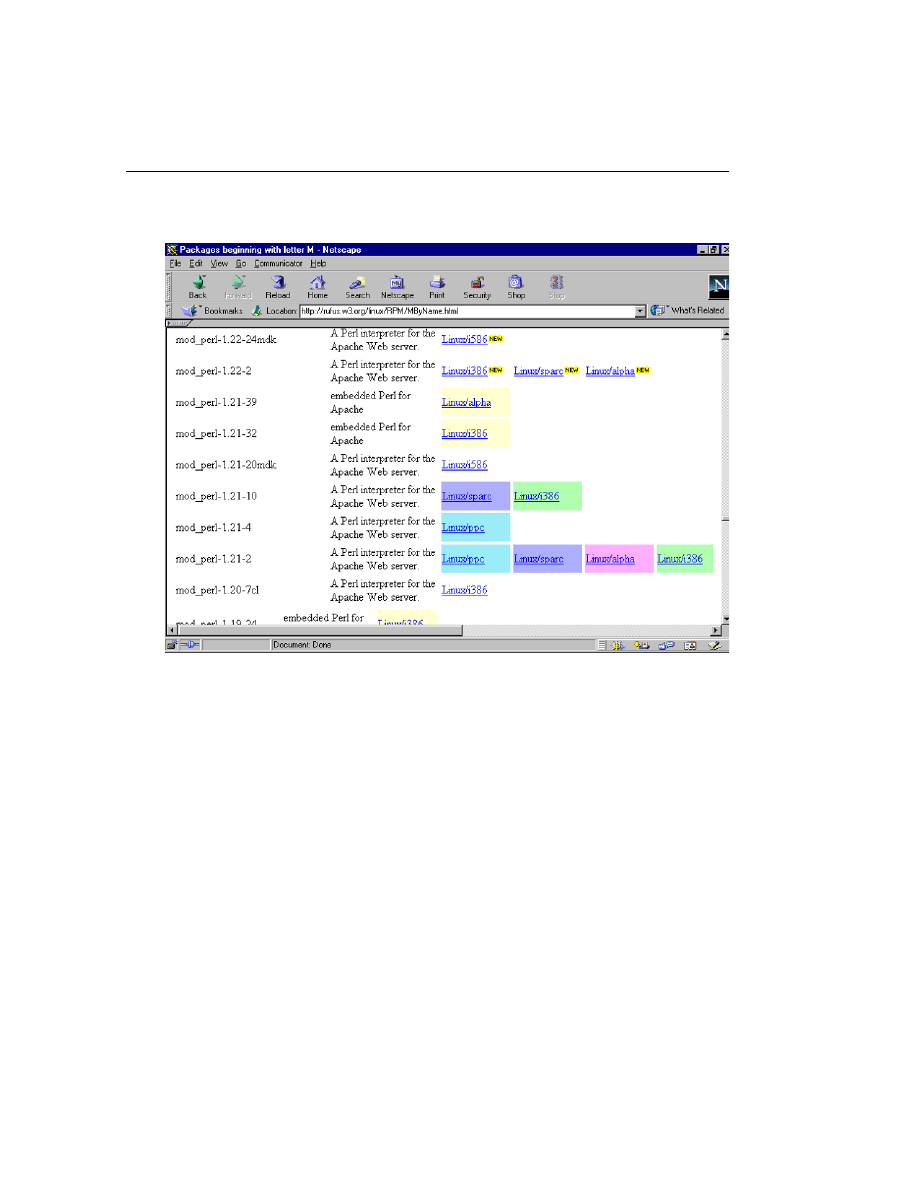 Packages beginning with letter M - Netscape
File Edit View Go Communicator Help
Back Forward Reload Home Search Netscape Print Security Shop Stop
Bookmarks Location: http://rufus.w3.org/linux/RPM/MByName.html What's Related
mod_perl-1.22-24mdk A Perl interpreter for the
Apache Web server. Linux/i586 NEW
mod_perl-1.22-2 A Perl interpreter for the
Apache Web server. Linux/i386 NEW Linux/sparc NEW Linux/alpha NEW
mod_perl-1.21-39 embedded Perl for
Apache Linux/alpha
mod_perl-1.21-32 embedded Perl for
Apache Linux/i386
mod_perl-1.21-20mdk A Perl interpreter for the
Apache Web server. Linux/i586
mod_perl-1.21-10 A Perl interpreter for the
Apache Web server. Linux/sparc Linux/i386
mod_perl-1.21-4 A Perl interpreter for the
Apache Web server. Linux/ppc
mod_perl-1.21-2 A Perl interpreter for the
Apache Web server. Linux/ppc Linux/sparc Linux/alpha Linux/i386
mod_perl-1.20-7cl A Perl interpreter for the
Apache Web server. Linux/i386
mod_perl-1.19-24 embedded Perl for Linux/i386
Document: Done